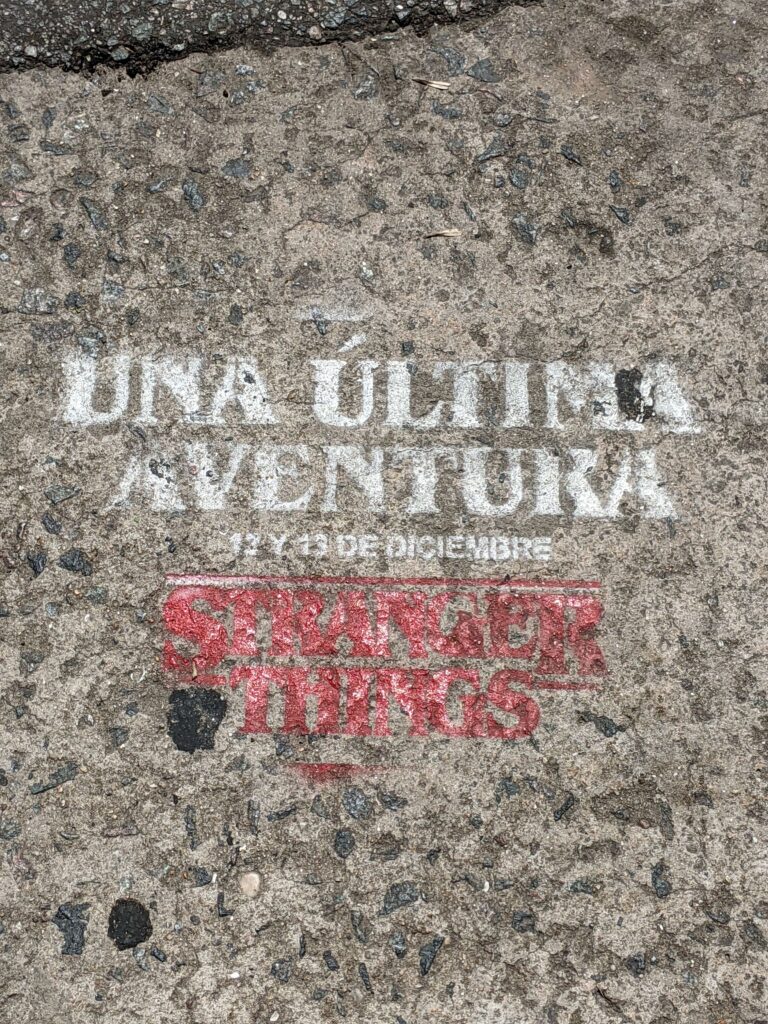 UNA ÚLTIMA
AVENTURA
12 Y 13 DE DICIEMBRE
STRANGER
THINGS